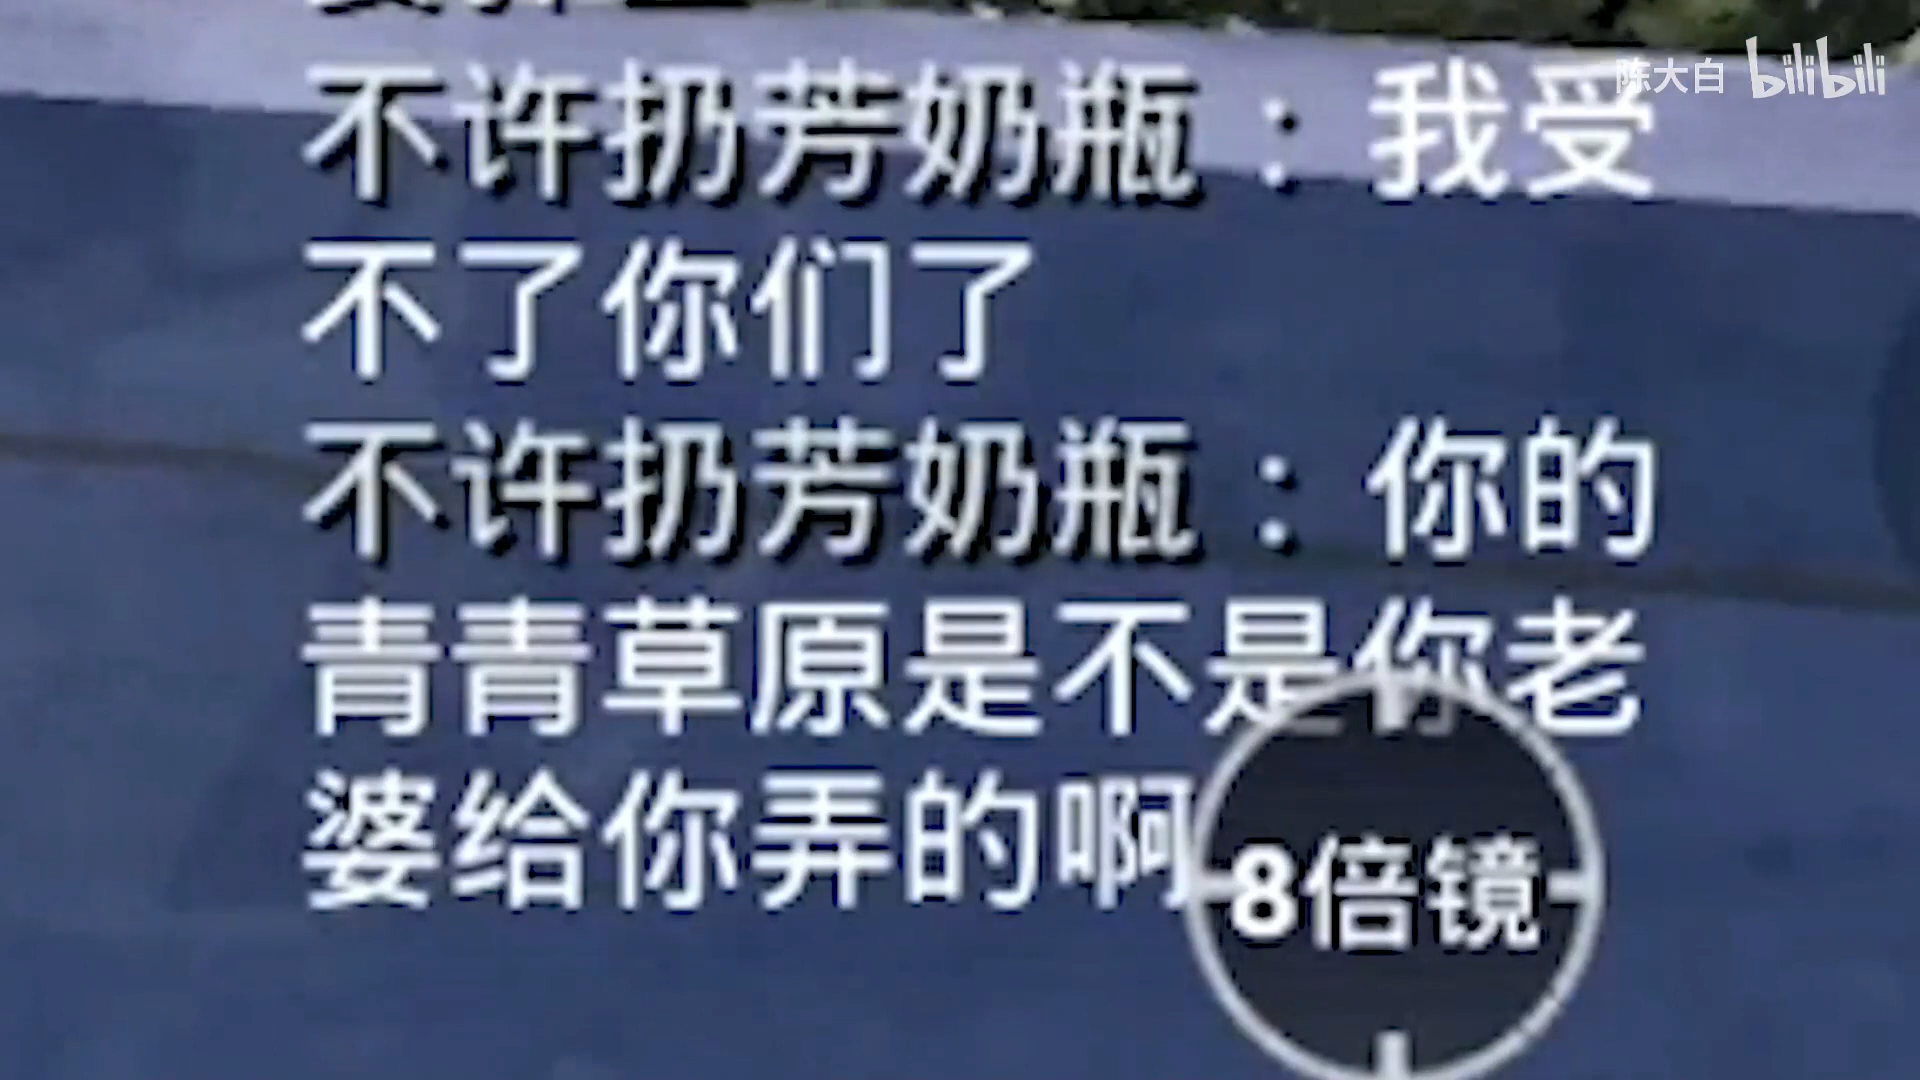 陈大白 bilibili
不许扔芳奶瓶：我受
不了你们了
不许扔芳奶瓶：你的
青青草原是不是你老
婆给你弄的啊
8倍镜